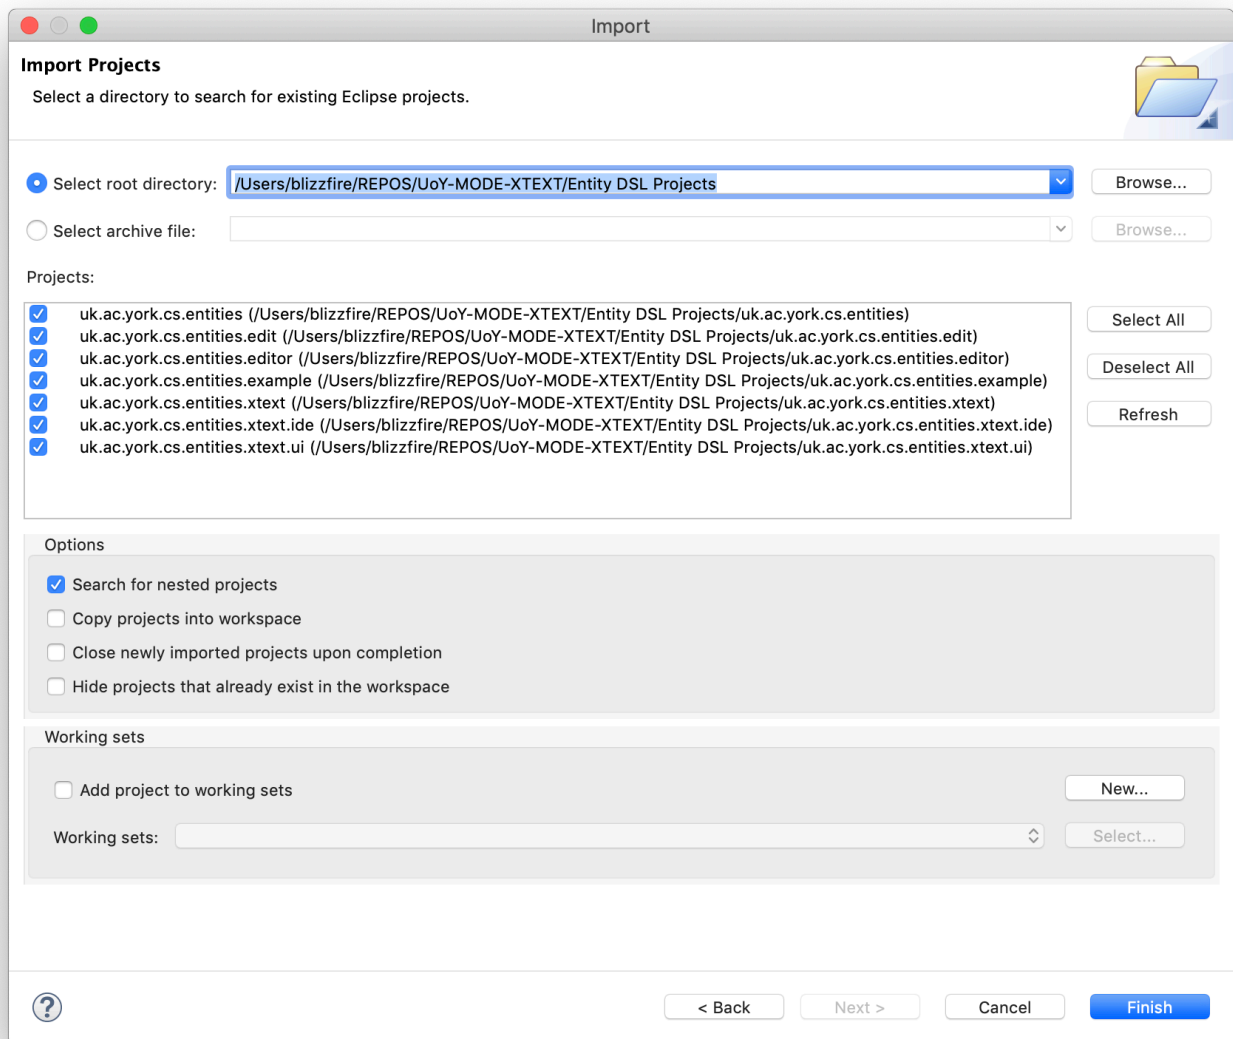 Import
Import Projects
Select a directory to search for existing Eclipse projects.
Select root directory: /Users/blizzfire/REPOS/UoY-MODE-XTEXT/Entity DSL Projects Browse...
Select archive file: Browse...
Projects:
uk.ac.york.cs.entities (/Users/blizzfire/REPOS/UoY-MODE-XTEXT/Entity DSL Projects/uk.ac.york.cs.entities)
uk.ac.york.cs.entities.edit (/Users/blizzfire/REPOS/UoY-MODE-XTEXT/Entity DSL Projects/uk.ac.york.cs.entities.edit)
uk.ac.york.cs.entities.editor (/Users/blizzfire/REPOS/UoY-MODE-XTEXT/Entity DSL Projects/uk.ac.york.cs.entities.editor)
uk.ac.york.cs.entities.example (/Users/blizzfire/REPOS/UoY-MODE-XTEXT/Entity DSL Projects/uk.ac.york.cs.entities.example)
uk.ac.york.cs.entities.xtext (/Users/blizzfire/REPOS/UoY-MODE-XTEXT/Entity DSL Projects/uk.ac.york.cs.entities.xtext)
uk.ac.york.cs.entities.xtext.ide (/Users/blizzfire/REPOS/UoY-MODE-XTEXT/Entity DSL Projects/uk.ac.york.cs.entities.xtext.ide)
uk.ac.york.cs.entities.xtext.ui (/Users/blizzfire/REPOS/UoY-MODE-XTEXT/Entity DSL Projects/uk.ac.york.cs.entities.xtext.ui)
Select All
Deselect All
Refresh
Options
Search for nested projects
Copy projects into workspace
Close newly imported projects upon completion
Hide projects that already exist in the workspace
Working sets
Add project to working sets New...
Working sets: Select...
? < Back Next > Cancel Finish